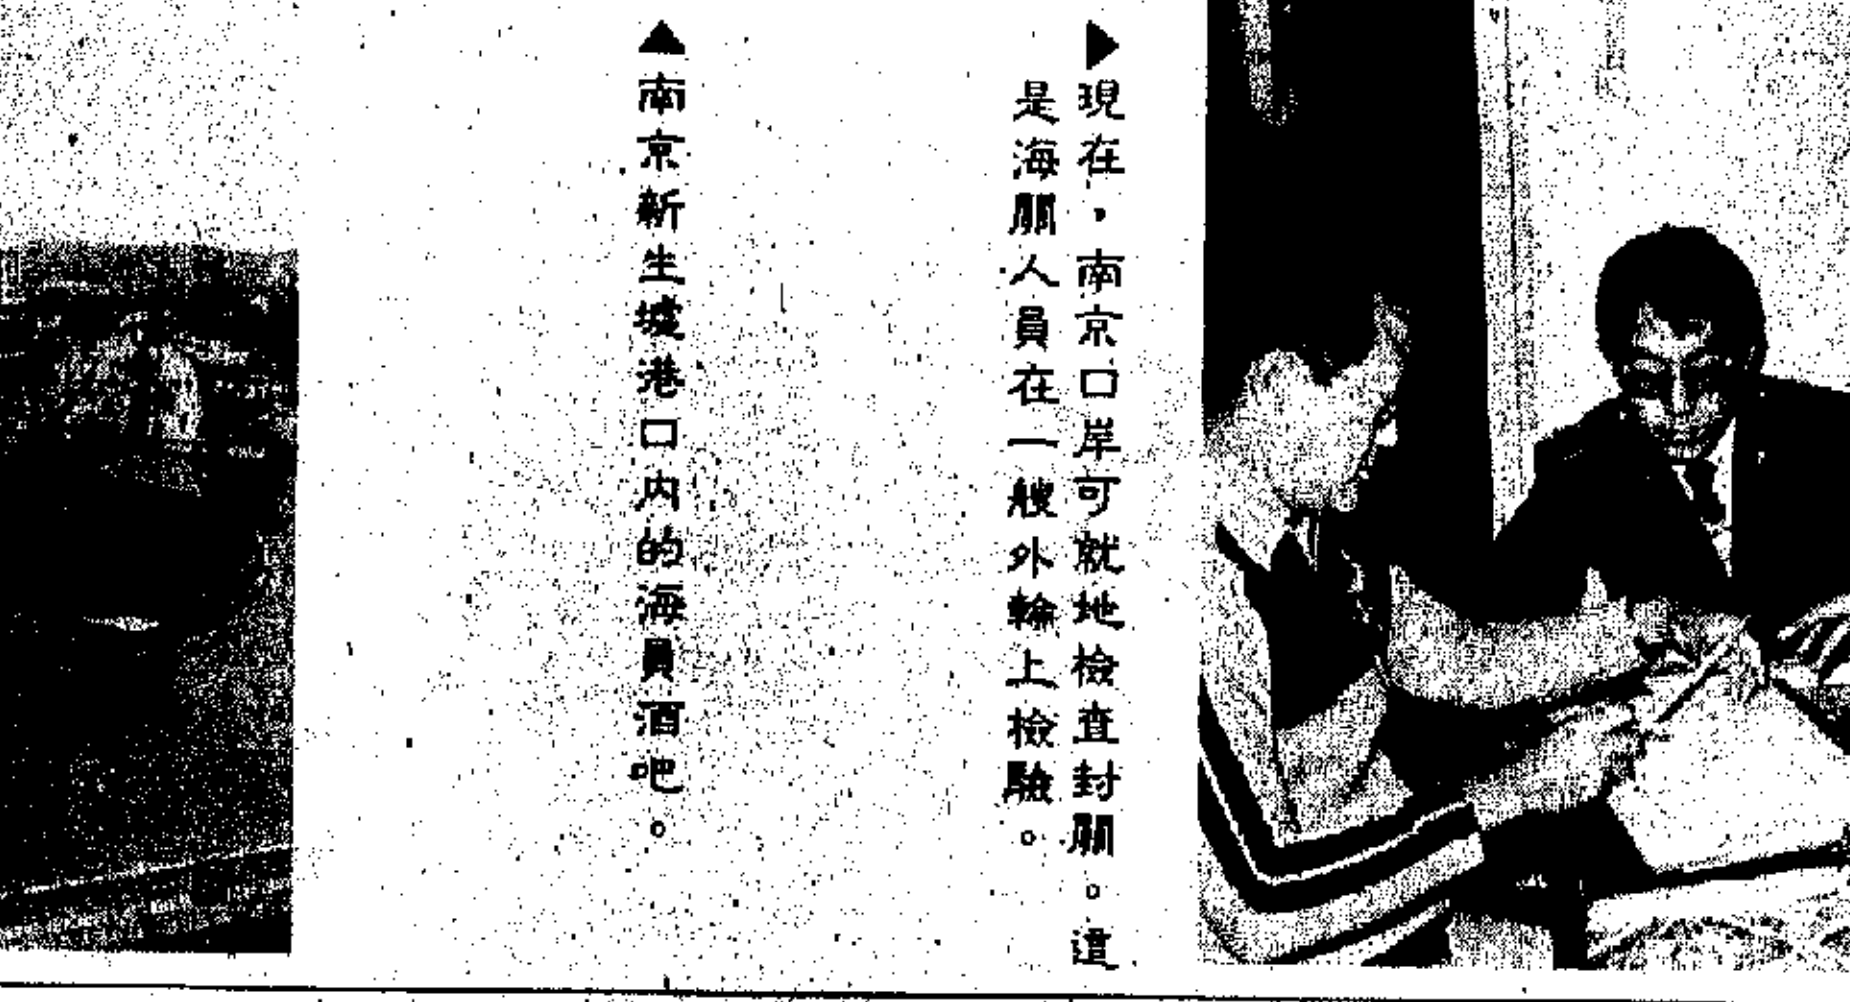 ▶現在，南京口岸可就地檢查封關。這
是海關人員在一艘外輪上檢驗。
▲南京新生墟港口内的海員酒吧。